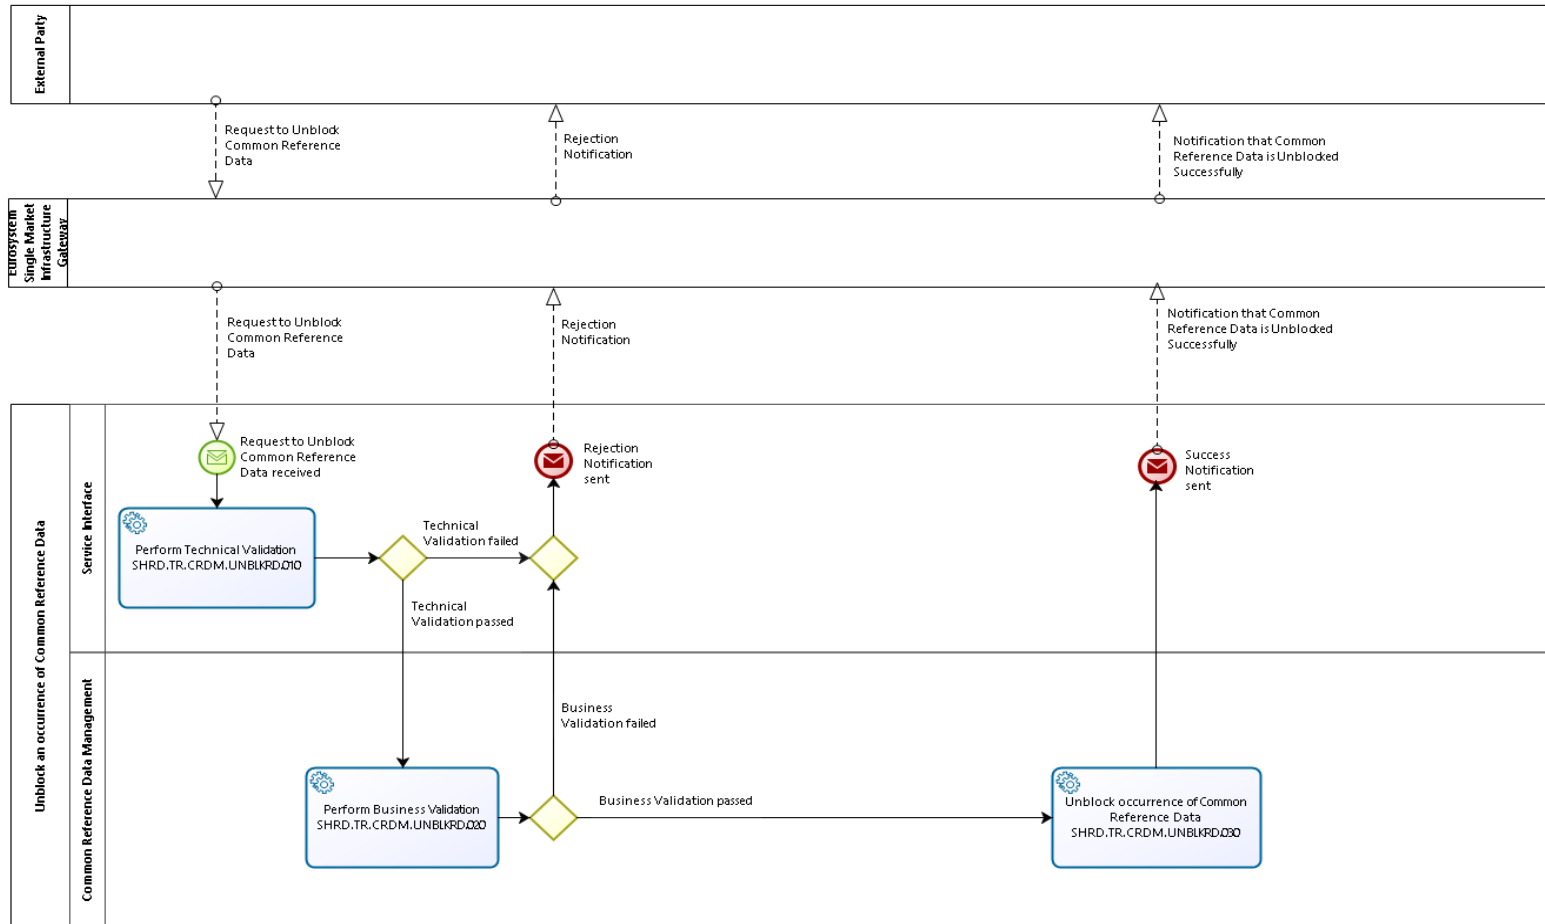 External Party
Request to Unblock
Common Reference
Data
Rejection
Notification
Notification that Common
Reference Data is Unblocked
Successfully
Eurosystem
Single Market
Infrastructure
Gateway
Request to Unblock
Common Reference
Data
Rejection
Notification
Notification that Common
Reference Data is Unblocked
Successfully
Unblock an occurrence of Common Reference Data
Service Interface
Request to Unblock
Common Reference
Data received
Rejection
Notification
sent
Success
Notification
sent
Perform Technical Validation
SHRD.TR.CRDM.UNBLKRD.010
Technical
Validation failed
Technical
Validation passed
Common Reference Data Management
Business
Validation failed
Perform Business Validation
SHRD.TR.CRDM.UNBLKRD.020
Business Validation passed
Unblock occurrence of Common
Reference Data
SHRD.TR.CRDM.UNBLKRD.030